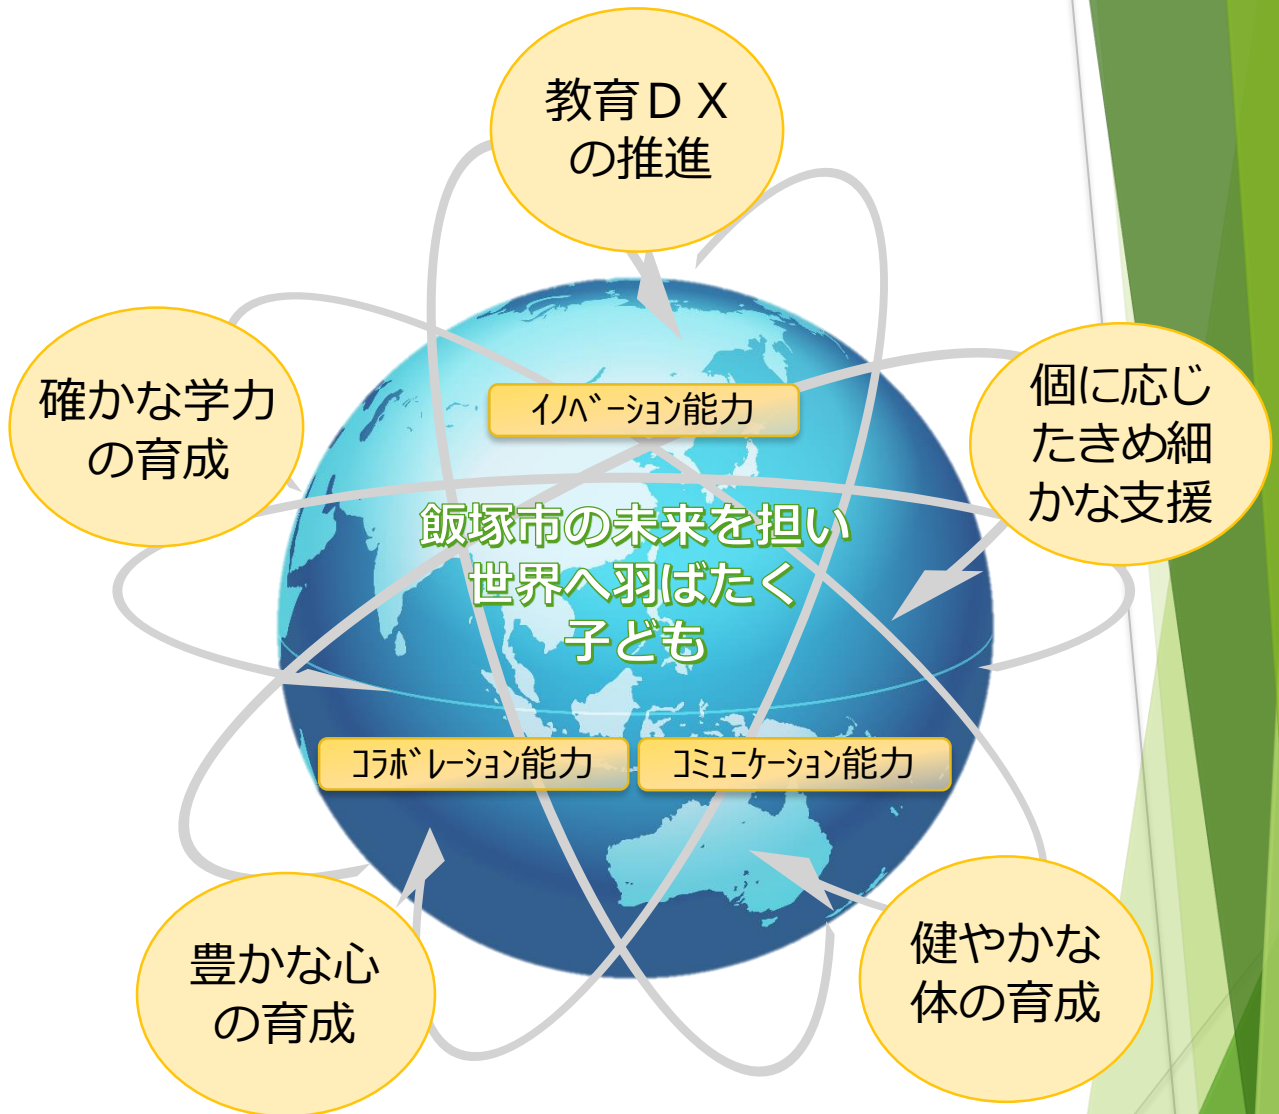 教育ＤＸ
の推進
確かな学力
の育成
個に応じ
たきめ細
かな支援
ｲﾉﾍﾞｰｼｮﾝ能力
飯塚市の未来を担い
世界へ羽ばたく
子ども
ｺﾗﾎﾞﾚｰｼｮﾝ能力
ｺﾐｭﾆｹｰｼｮﾝ能力
豊かな心
の育成
健やかな
体の育成